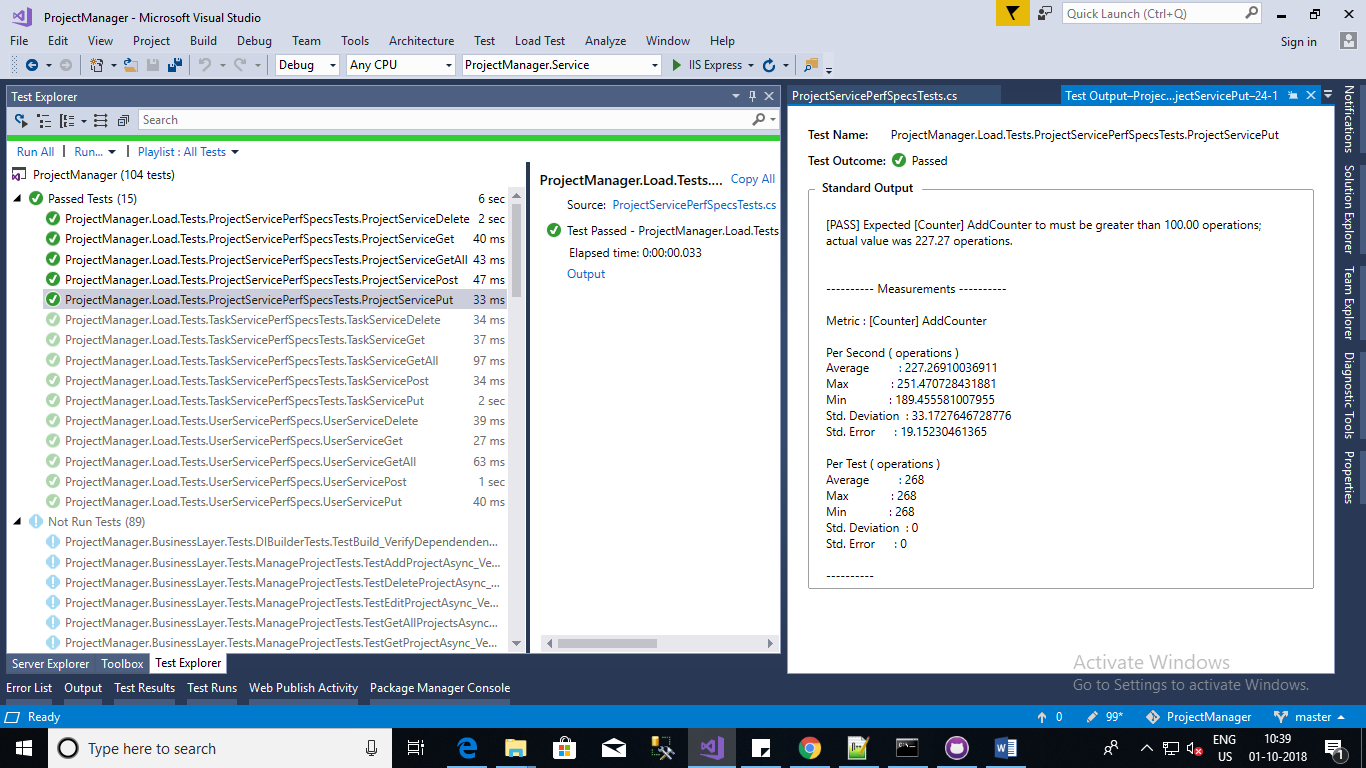 ProjectManager - Microsoft Visual Studio
Quick Launch (Ctrl+Q)
File Edit View Project Build Debug Team Tools Architecture Test Load Test Analyze Window Help
Sign in
Debug Any CPU ProjectManager.Service IIS Express
Test Explorer
Search
Run All | Run... | Playlist : All Tests
ProjectManager (104 tests)
Passed Tests (15) 6 sec
ProjectManager.Load.Tests.ProjectServicePerfSpecsTests.ProjectServiceDelete 2 sec
ProjectManager.Load.Tests.ProjectServicePerfSpecsTests.ProjectServiceGet 40 ms
ProjectManager.Load.Tests.ProjectServicePerfSpecsTests.ProjectServiceGetAll 43 ms
ProjectManager.Load.Tests.ProjectServicePerfSpecsTests.ProjectServicePost 47 ms
ProjectManager.Load.Tests.ProjectServicePerfSpecsTests.ProjectServicePut 33 ms
ProjectManager.Load.Tests.TaskServicePerfSpecsTests.TaskServiceDelete 34 ms
ProjectManager.Load.Tests.TaskServicePerfSpecsTests.TaskServiceGet 37 ms
ProjectManager.Load.Tests.TaskServicePerfSpecsTests.TaskServiceGetAll 97 ms
ProjectManager.Load.Tests.TaskServicePerfSpecsTests.TaskServicePost 34 ms
ProjectManager.Load.Tests.TaskServicePerfSpecsTests.TaskServicePut 2 sec
ProjectManager.Load.Tests.UserServicePerfSpecs.UserServiceDelete 39 ms
ProjectManager.Load.Tests.UserServicePerfSpecs.UserServiceGet 27 ms
ProjectManager.Load.Tests.UserServicePerfSpecs.UserServiceGetAll 63 ms
ProjectManager.Load.Tests.UserServicePerfSpecs.UserServicePost 1 sec
ProjectManager.Load.Tests.UserServicePerfSpecs.UserServicePut 40 ms
Not Run Tests (89)
ProjectManager.BusinessLayer.Tests.DIBuilderTests.TestBuild_VerifyDependenden...
ProjectManager.BusinessLayer.Tests.ManageProjectTests.TestAddProjectAsync_Ve...
ProjectManager.BusinessLayer.Tests.ManageProjectTests.TestDeleteProjectAsync_...
ProjectManager.BusinessLayer.Tests.ManageProjectTests.TestEditProjectAsync_Ve...
ProjectManager.BusinessLayer.Tests.ManageProjectTests.TestGetAllProjectsAsync...
ProjectManager.BusinessLayer.Tests.ManageProjectTests.TestGetProjectAsync_Ve...
ProjectManager.Load.Tests.... Copy All
Source: ProjectServicePerfSpecsTests.cs
Test Passed - ProjectManager.Load.Tests
Elapsed time: 0:00:00.033
Output
ProjectServicePerfSpecsTests.cs
Test Output–Projec...jectServicePut–24-1
Test Name: ProjectManager.Load.Tests.ProjectServicePerfSpecsTests.ProjectServicePut
Test Outcome: Passed
Standard Output
[PASS] Expected [Counter] AddCounter to must be greater than 100.00 operations;
actual value was 227.27 operations.
---------- Measurements ----------
Metric : [Counter] AddCounter
Per Second ( operations )
Average : 227.26910036911
Max : 251.470728431881
Min : 189.455581007955
Std. Deviation : 33.1727646728776
Std. Error : 19.15230461365
Per Test ( operations )
Average : 268
Max : 268
Min : 268
Std. Deviation : 0
Std. Error : 0
----------
Notifications
Solution Explorer
Team Explorer
Diagnostic Tools
Properties
Activate Windows
Go to Settings to activate Windows.
Server Explorer Toolbox Test Explorer
Error List Output Test Results Test Runs Web Publish Activity Package Manager Console
Ready 0 99* ProjectManager master
Type here to search
ENG
US
10:39
01-10-2018
1